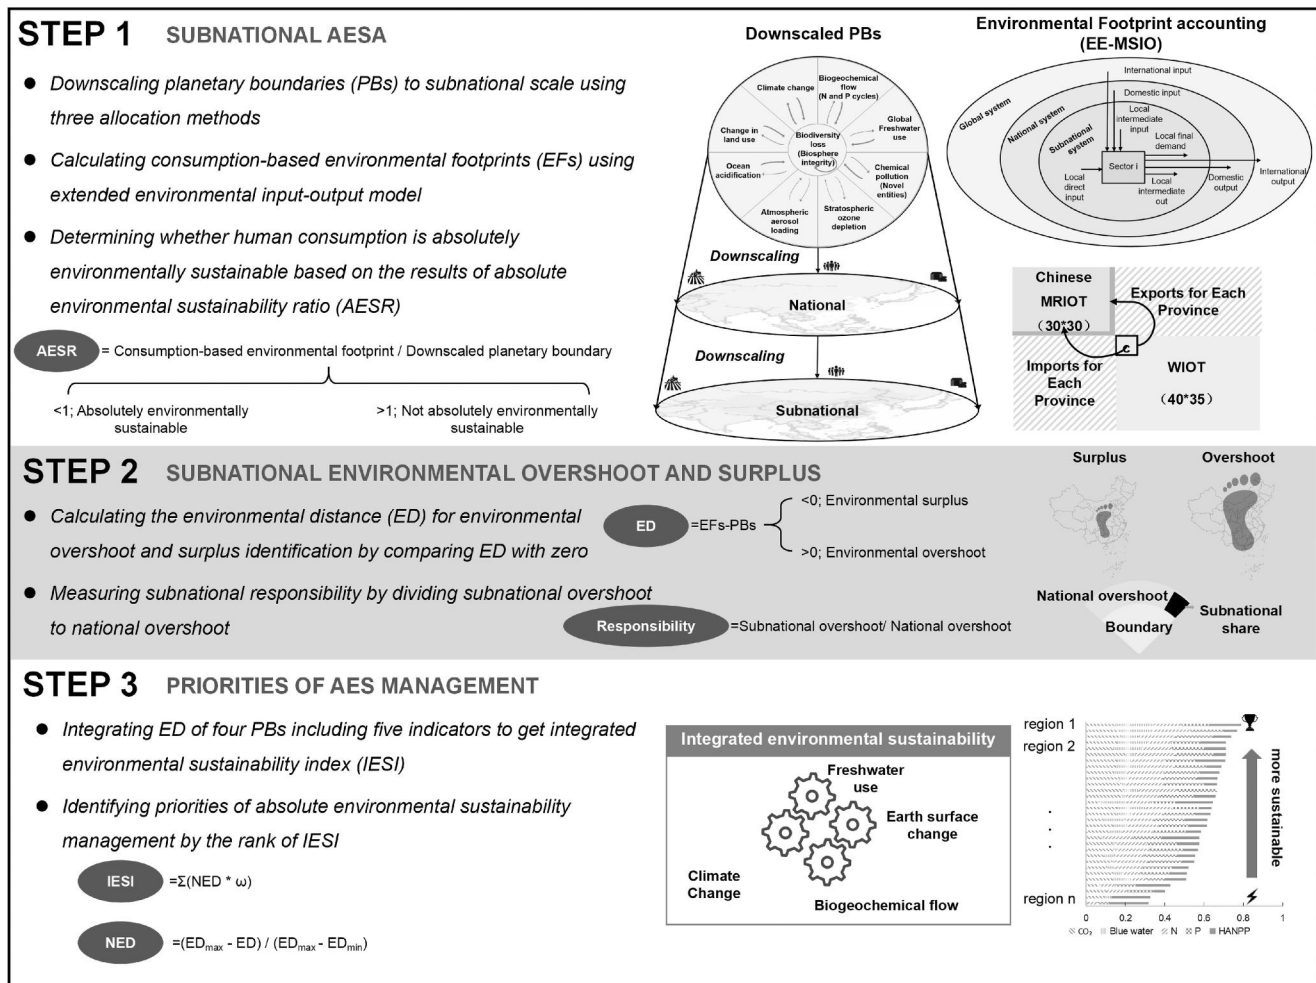 STEP 1 SUBNATIONAL AESA
● Downscaling planetary boundaries (PBs) to subnational scale using
three allocation methods
● Calculating consumption-based environmental footprints (EFs) using
extended environmental input-output model
● Determining whether human consumption is absolutely
environmentally sustainable based on the results of absolute
environmental sustainability ratio (AESR)
AESR = Consumption-based environmental footprint / Downscaled planetary boundary
<1; Absolutely environmentally
sustainable
>1; Not absolutely environmentally
sustainable
Downscaled PBs
Climate change
Biogeochemical
flow
(N and P cycles)
Change in
land use
Biodiversity
loss
(Biosphere
integrity)
Global
Freshwater
use
Ocean
acidification
Chemical
pollution
(Novel
entities)
Atmospheric
aerosol
loading
Stratospheric
ozone
depletion
Downscaling
National
Downscaling
Subnational
Environmental Footprint accounting
(EE-MSIO)
Global system
National system
Subnational
system
International input
Domestic input
Local
intermediate
input
Local final
demand
Sector i
Local
direct
input
Local
intermediate
out
Domestic
output
International
output
Chinese
MRIOT
(30*30)
Exports for Each
Province
c
Imports for
Each
Province
WIOT
(40*35)
STEP 2 SUBNATIONAL ENVIRONMENTAL OVERSHOOT AND SURPLUS
● Calculating the environmental distance (ED) for environmental
overshoot and surplus identification by comparing ED with zero
● Measuring subnational responsibility by dividing subnational overshoot
to national overshoot
ED =EFs-PBs
<0; Environmental surplus
>0; Environmental overshoot
Responsibility =Subnational overshoot/ National overshoot
Surplus
Overshoot
National overshoot
Boundary
Subnational
share
STEP 3 PRIORITIES OF AES MANAGEMENT
● Integrating ED of four PBs including five indicators to get integrated
environmental sustainability index (IESI)
● Identifying priorities of absolute environmental sustainability
management by the rank of IESI
IESI =Σ(NED * ω)
NED =(EDmax - ED) / (EDmax - EDmin)
Integrated environmental sustainability
Freshwater
use
Earth surface
change
Climate
Change
Biogeochemical flow
region 1
region 2
.
.
.
region n
more sustainable
0 0.2 0.4 0.6 0.8 1
CO₂ Blue water N P HANPP